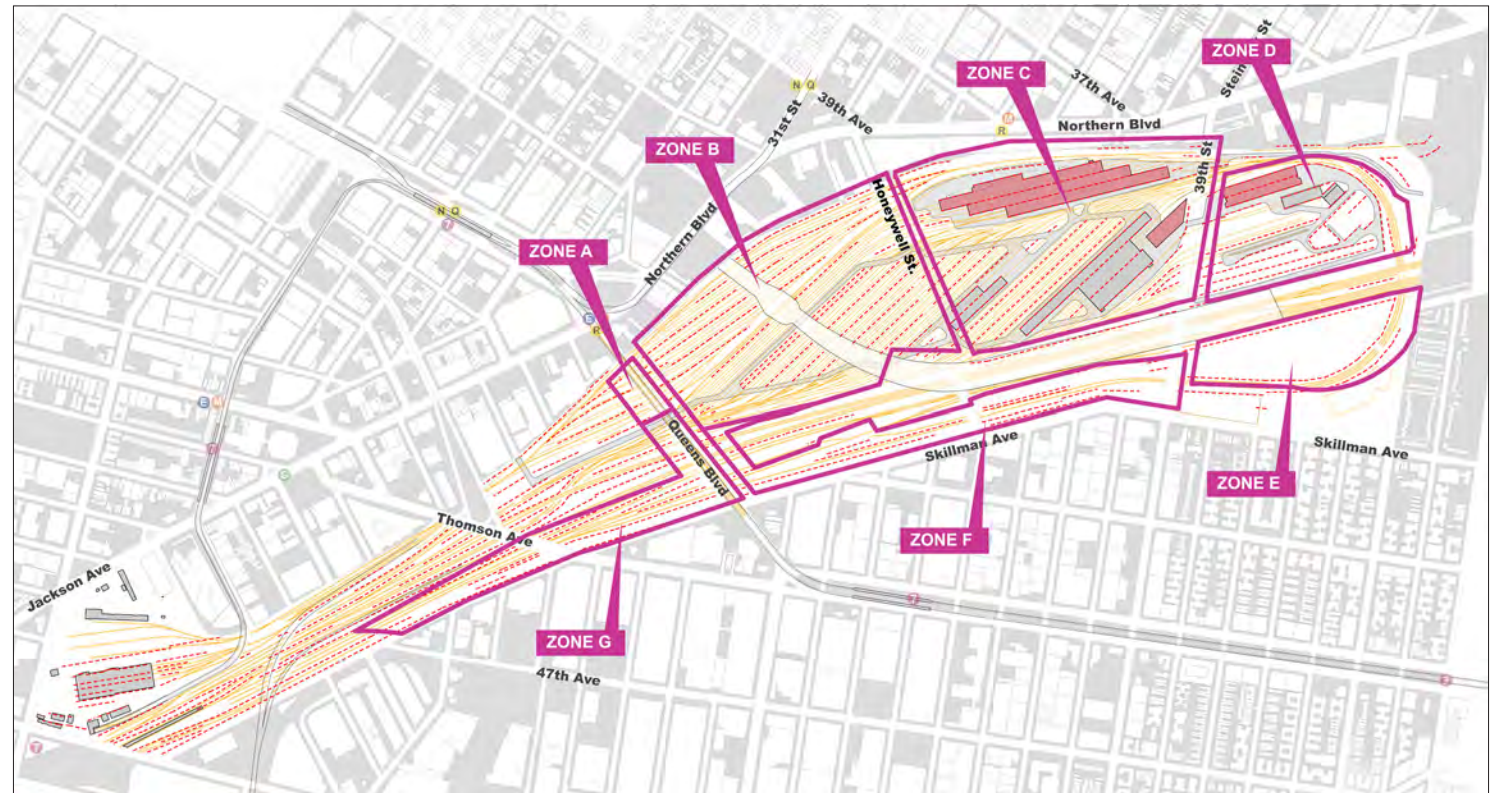 ZONE D
Stein
St
ZONE C
37th Ave
N Q
39th Ave
31st St
M
R
Northern Blvd
ZONE B
39th St
Honeywell St.
N Q
7
Northern Blvd
ZONE A
E
R
E M
Queens Blvd
Skillman Ave
Skillman Ave
ZONE E
G
Thomson Ave
ZONE F
Jackson Ave
7
ZONE G
47th Ave
7
7